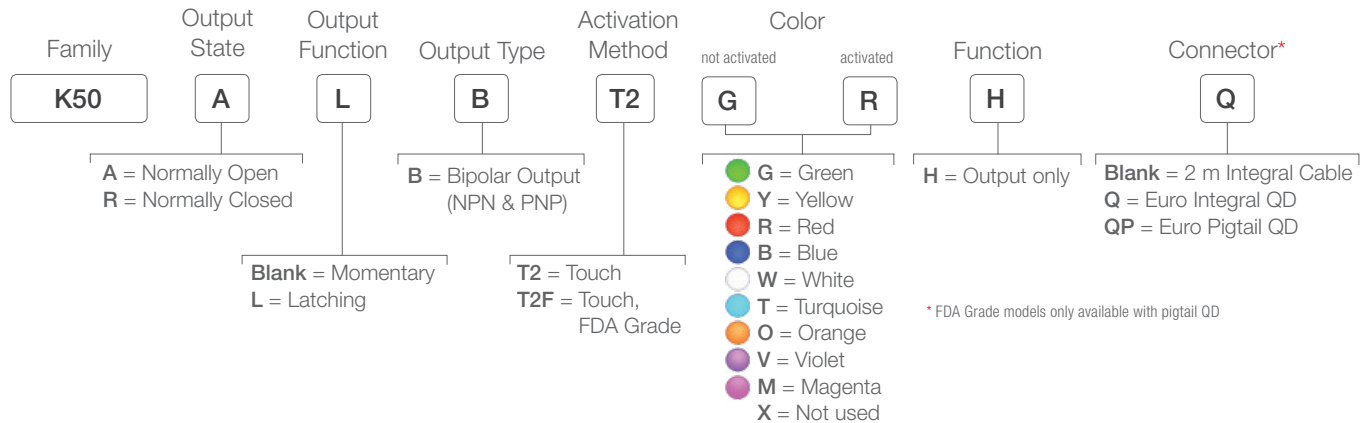 Family
Output State
Output Function
Output Type
Activation Method
Color
not activated
activated
Function
Connector*
K50
A
L
B
T2
G
R
H
Q
A = Normally Open
R = Normally Closed
Blank = Momentary
L = Latching
B = Bipolar Output
(NPN & PNP)
T2 = Touch
T2F = Touch,
FDA Grade
G = Green
Y = Yellow
R = Red
B = Blue
W = White
T = Turquoise
O = Orange
V = Violet
M = Magenta
X = Not used
H = Output only
Blank = 2 m Integral Cable
Q = Euro Integral QD
QP = Euro Pigtail QD
* FDA Grade models only available with pigtail QD